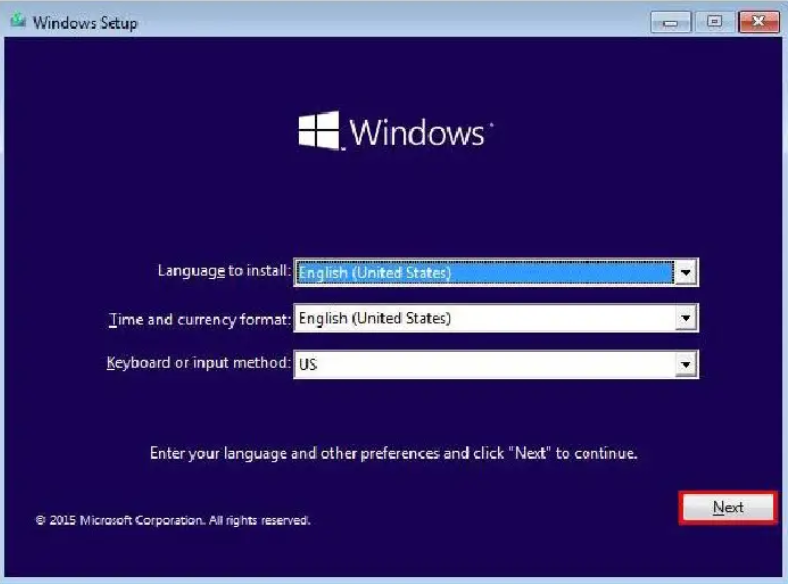 Windows Setup
Windows
Language to install: English (United States)
Time and currency format: English (United States)
Keyboard or input method: US
Enter your language and other preferences and click "Next" to continue.
Next
© 2015 Microsoft Corporation. All rights reserved.